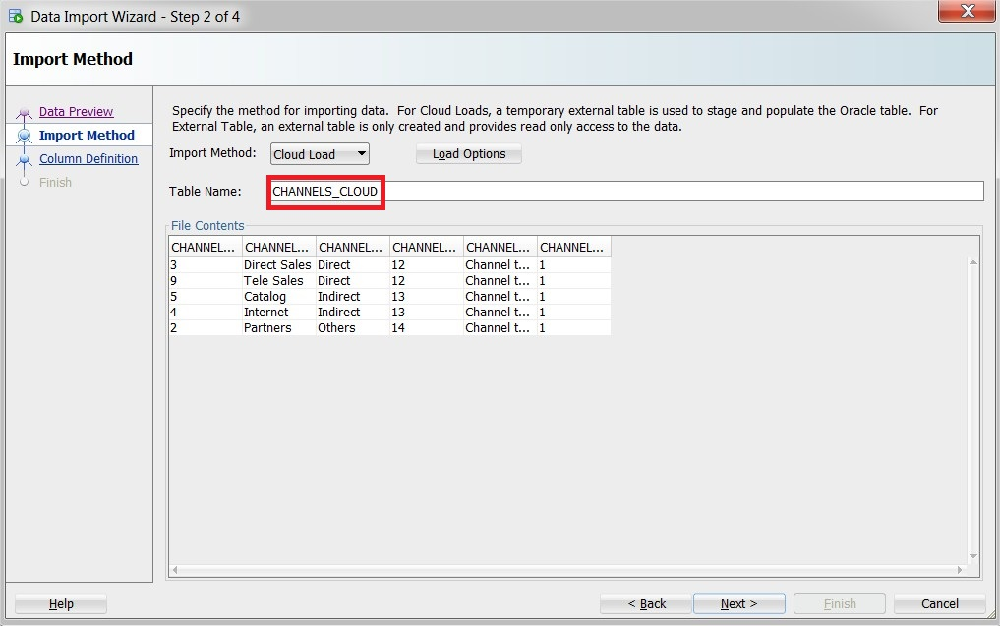 Data Import Wizard - Step 2 of 4
Import Method
Data Preview
Import Method
Column Definition
Finish
Specify the method for importing data. For Cloud Loads, a temporary external table is used to stage and populate the Oracle table. For
External Table, an external table is only created and provides read only access to the data.
Import Method: Cloud Load Load Options
Table Name: CHANNELS_CLOUD
File Contents
CHANNEL... CHANNEL... CHANNEL... CHANNEL... CHANNEL... CHANNEL...
3 Direct Sales Direct 12 Channel t... 1
9 Tele Sales Direct 12 Channel t... 1
5 Catalog Indirect 13 Channel t... 1
4 Internet Indirect 13 Channel t... 1
2 Partners Others 14 Channel t... 1
Help < Back Next > Finish Cancel